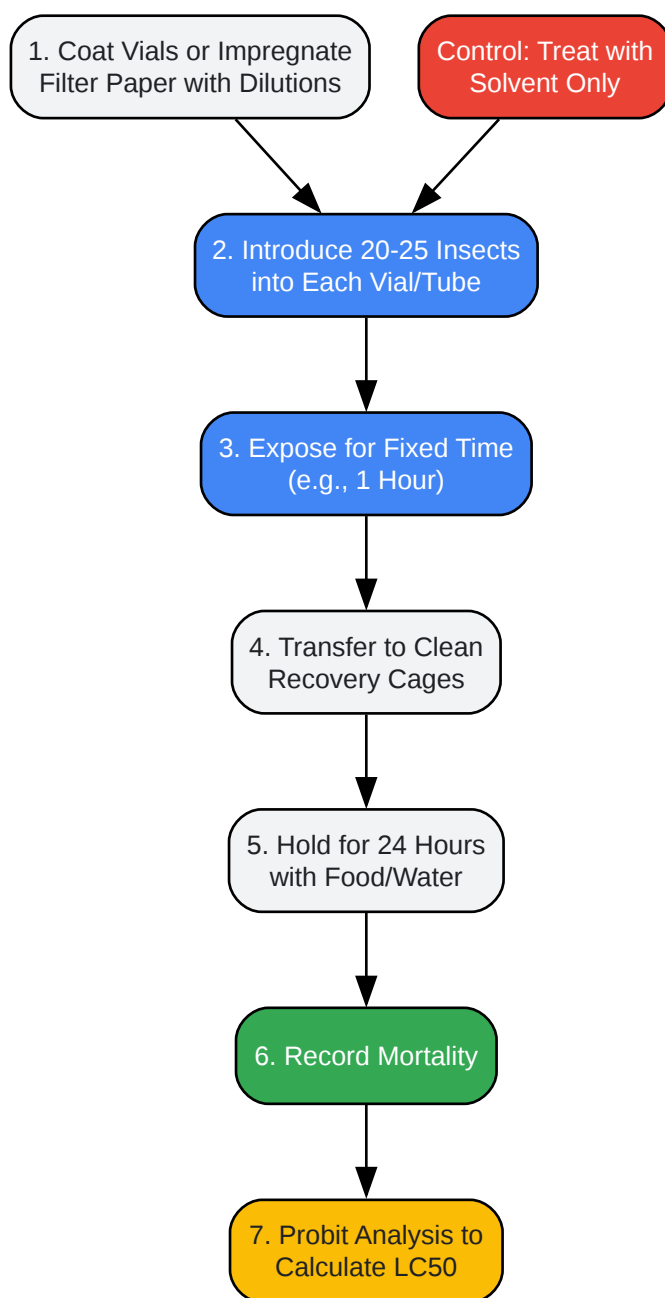 1. Coat Vials or Impregnate
Filter Paper with Dilutions
Control: Treat with
Solvent Only
2. Introduce 20-25 Insects
into Each Vial/Tube
3. Expose for Fixed Time
(e.g., 1 Hour)
4. Transfer to Clean
Recovery Cages
5. Hold for 24 Hours
with Food/Water
6. Record Mortality
7. Probit Analysis to
Calculate LC50